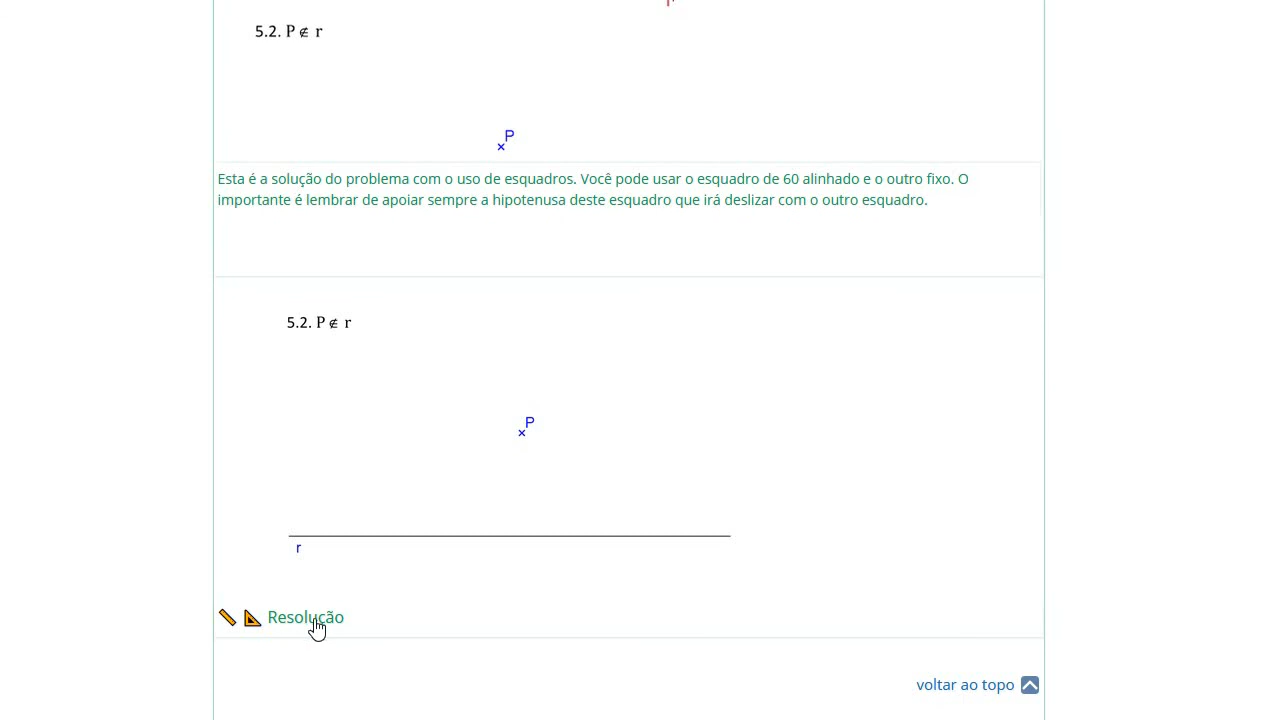 5.2. P ∉ r
P
Esta é a solução do problema com o uso de esquadros. Você pode usar o esquadro de 60 alinhado e o outro fixo. O
importante é lembrar de apoiar sempre a hipotenusa deste esquadro que irá deslizar com o outro esquadro.
5.2. P ∉ r
P
r
Resolução
voltar ao topo